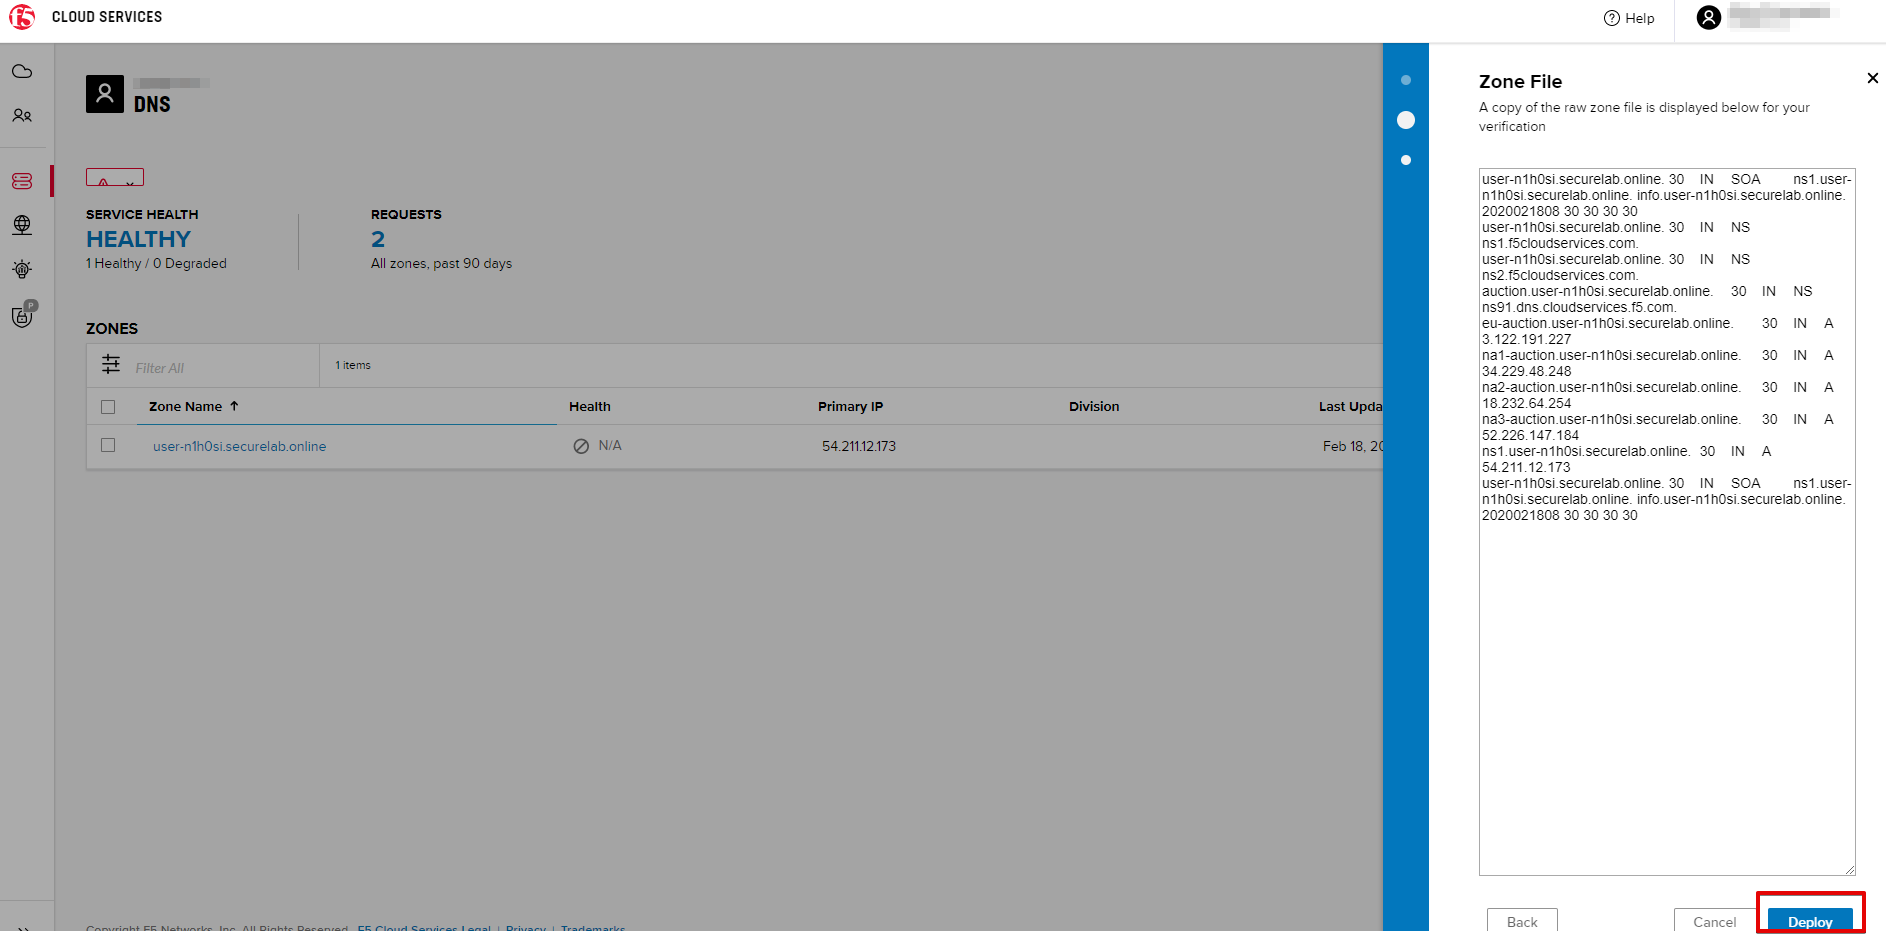 f5 CLOUD SERVICES
? Help
DNS
SERVICE HEALTH
HEALTHY
1 Healthy / 0 Degraded
REQUESTS
2
All zones, past 90 days
P
ZONES
Filter All
1 items
Zone Name ↑ Health Primary IP Division Last Upda
user-n1h0si.securelab.online N/A 54.211.12.173 Feb 18, 20
Copyright F5 Networks, Inc. All Rights Reserved. F5 Cloud Services Legal | Privacy | Trademarks
Zone File
A copy of the raw zone file is displayed below for your
verification
user-n1h0si.securelab.online. 30 IN SOA ns1.user-
n1h0si.securelab.online. info.user-n1h0si.securelab.online.
2020021808 30 30 30 30
user-n1h0si.securelab.online. 30 IN NS
ns1.f5cloudservices.com.
user-n1h0si.securelab.online. 30 IN NS
ns2.f5cloudservices.com.
auction.user-n1h0si.securelab.online. 30 IN NS
ns91.dns.cloudservices.f5.com.
eu-auction.user-n1h0si.securelab.online. 30 IN A
3.122.191.227
na1-auction.user-n1h0si.securelab.online. 30 IN A
34.229.48.248
na2-auction.user-n1h0si.securelab.online. 30 IN A
18.232.64.254
na3-auction.user-n1h0si.securelab.online. 30 IN A
52.226.147.184
ns1.user-n1h0si.securelab.online. 30 IN A
54.211.12.173
user-n1h0si.securelab.online. 30 IN SOA ns1.user-
n1h0si.securelab.online. info.user-n1h0si.securelab.online.
2020021808 30 30 30 30
Back Cancel Deploy